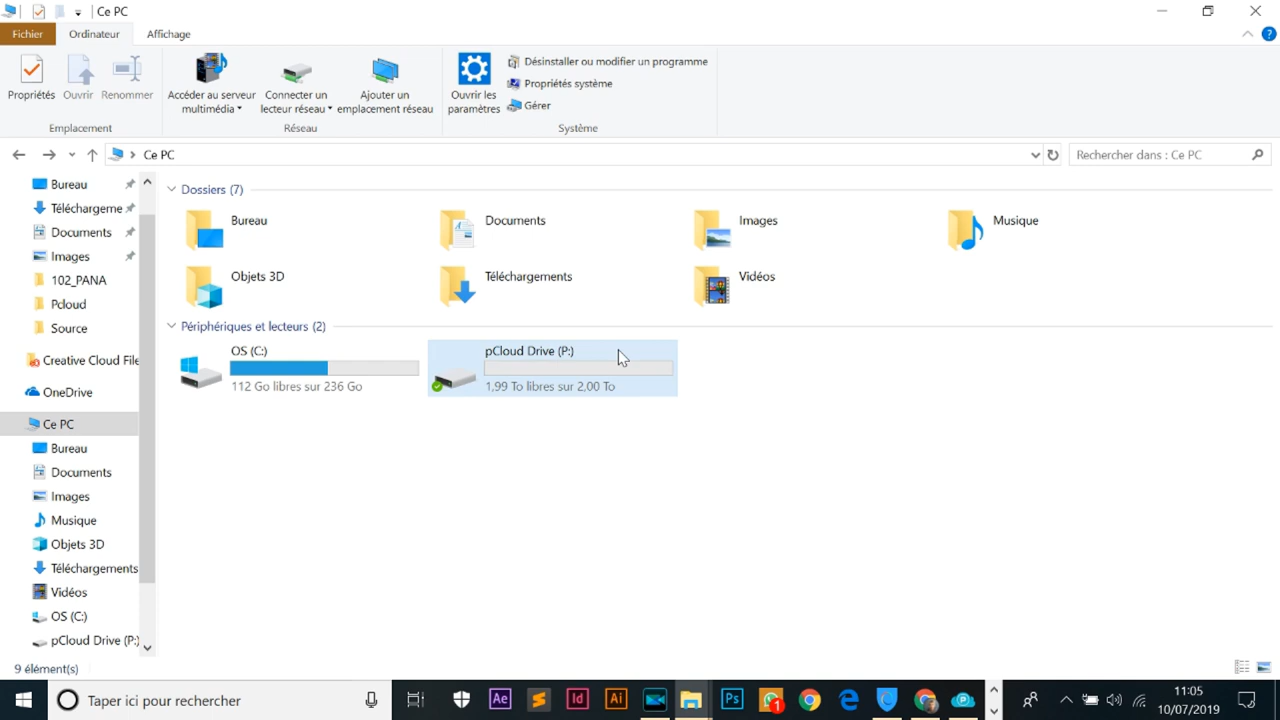 Ce PC
Fichier
Ordinateur
Affichage
Propriétés
Ouvrir
Renommer
Accéder au serveur
multimédia
Connecter un
lecteur réseau
Ajouter un
emplacement réseau
Ouvrir les
paramètres
Désinstaller ou modifier un programme
Propriétés système
Gérer
Emplacement
Réseau
Système
Ce PC
Rechercher dans : Ce PC
Bureau
Téléchargeme
Documents
Images
102_PANA
Pcloud
Source
Creative Cloud File
OneDrive
Ce PC
Bureau
Documents
Images
Musique
Objets 3D
Téléchargements
Vidéos
OS (C:)
pCloud Drive (P:)
Dossiers (7)
Bureau
Documents
Images
Musique
Objets 3D
Téléchargements
Vidéos
Périphériques et lecteurs (2)
OS (C:)
112 Go libres sur 236 Go
pCloud Drive (P:)
1,99 To libres sur 2,00 To
9 élément(s)
Taper ici pour rechercher
Ae
Id
Ai
Ps
1
11:05
10/07/2019